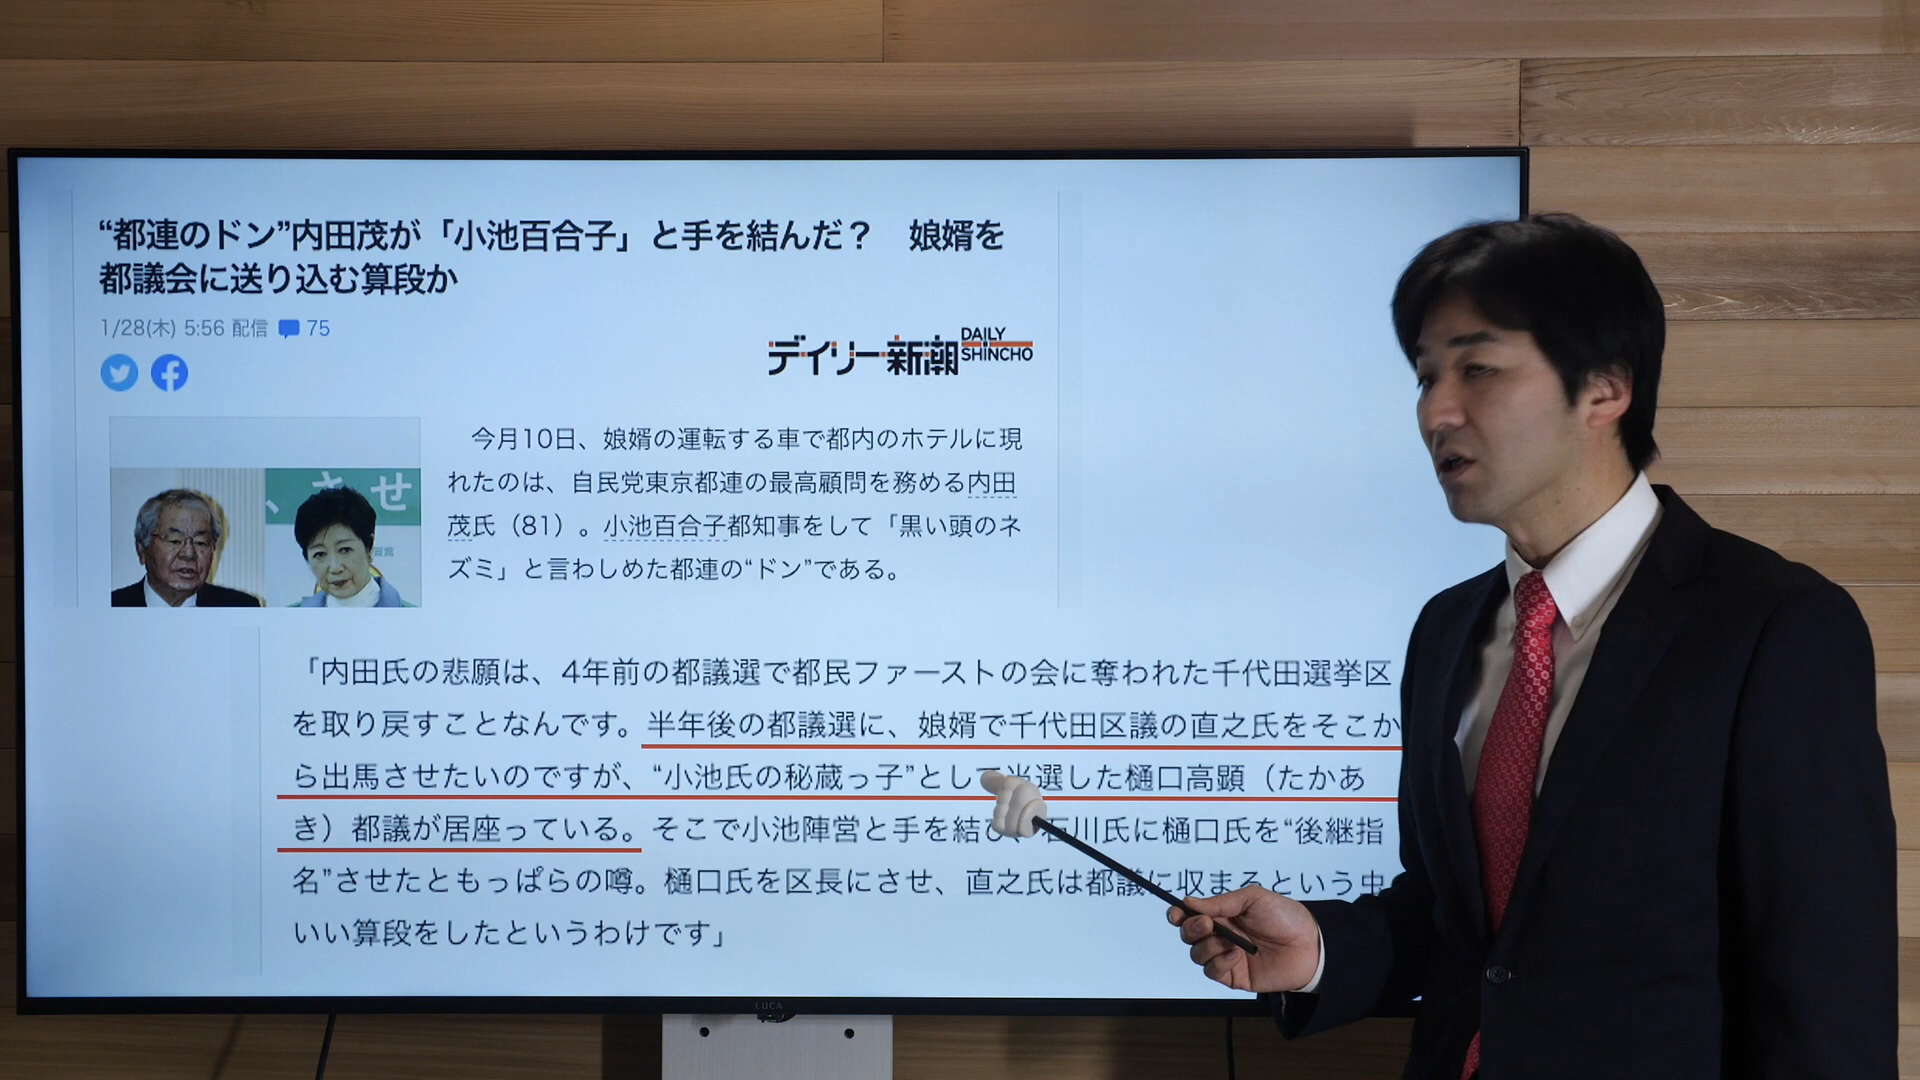 “都連のドン”内田茂が「小池百合子」と手を結んだ？　娘婿を
都議会に送り込む算段か
1/28(木) 5:56 配信 75
デイリー新潮 DAILY SHINCHO
させ
今月10日、娘婿の運転する車で都内のホテルに現
れたのは、自民党東京都連の最高顧問を務める内田
茂氏（81）。小池百合子都知事をして「黒い頭のネ
ズミ」と言わしめた都連の“ドン”である。
「内田氏の悲願は、4年前の都議選で都民ファーストの会に奪われた千代田選挙区
を取り戻すことなんです。半年後の都議選に、娘婿で千代田区議の直之氏をそこか
ら出馬させたいのですが、“小池氏の秘蔵っ子”として当選した樋口高顕（たかあ
き）都議が居座っている。そこで小池陣営と手を結び、石川氏に樋口氏を“後継指
名”させたともっぱらの噂。樋口氏を区長にさせ、直之氏は都議に収まるという虫
いい算段をしたというわけです」
LUCA